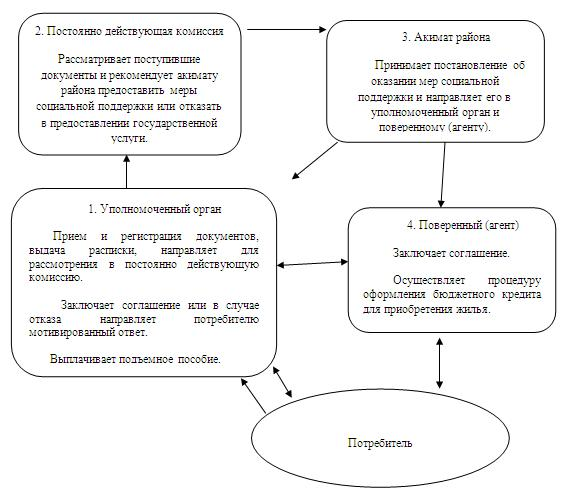 2. Постоянно действующая комиссия
Рассматривает поступившие
документы и рекомендует акимату
района предоставить меры
социальной поддержки или отказать
в предоставлении государственной
услуги.
3. Акимат района
Принимает постановление об
оказании мер социальной
поддержки и направляет его в
уполномоченный орган и
поверенному (агенту).
1. Уполномоченный орган
Прием и регистрация документов,
выдача расписки, направляет для
рассмотрения в постоянно действующую
комиссию.
Заключает соглашение или в случае
отказа направляет потребителю
мотивированный ответ.
Выплачивает подъемное пособие.
4. Поверенный (агент)
Заключает соглашение.
Осуществляет процедуру
оформления бюджетного кредита
для приобретения жилья.
Потребитель